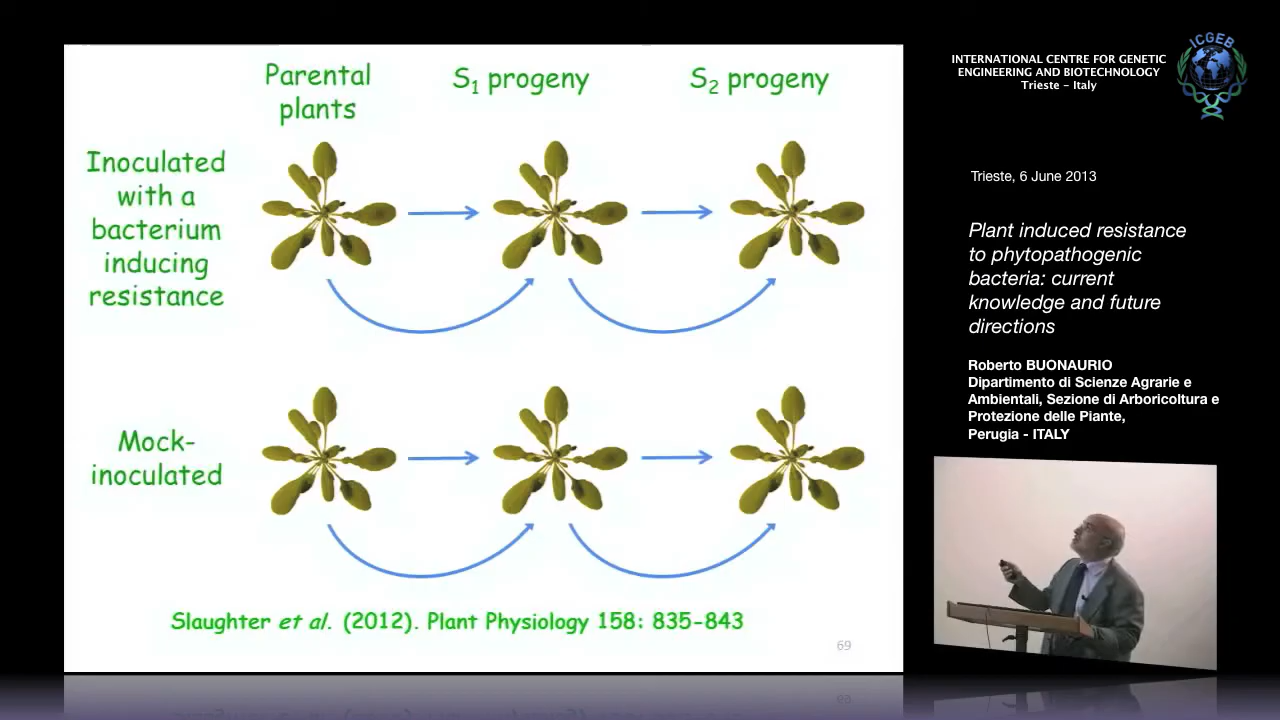 Parental
plants
S₁ progeny
S₂ progeny
Inoculated
with a
bacterium
inducing
resistance
Mock-
inoculated
Slaughter et al. (2012). Plant Physiology 158: 835-843
69
INTERNATIONAL CENTRE FOR GENETIC
ENGINEERING AND BIOTECHNOLOGY
Trieste - Italy
ICGEB
Trieste, 6 June 2013
Plant induced resistance
to phytopathogenic
bacteria: current
knowledge and future
directions
Roberto BUONAURIO
Dipartimento di Scienze Agrarie e
Ambientali, Sezione di Arboricoltura e
Protezione delle Piante,
Perugia - ITALY